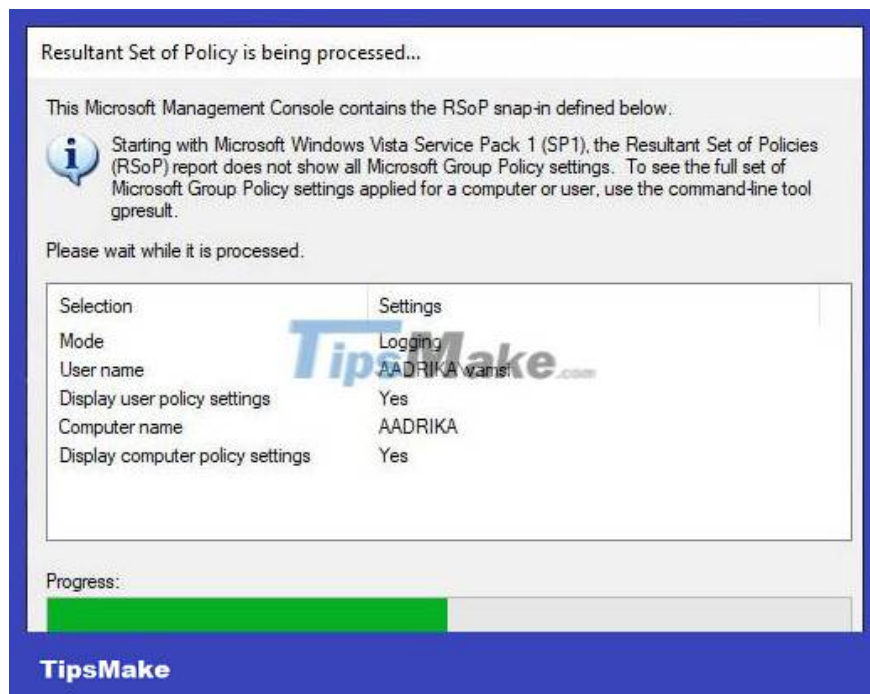 Resultant Set of Policy is being processed...
This Microsoft Management Console contains the RSoP snap-in defined below.
Starting with Microsoft Windows Vista Service Pack 1 (SP1), the Resultant Set of Policies
(RSoP) report does not show all Microsoft Group Policy settings. To see the full set of
Microsoft Group Policy settings applied for a computer or user, use the command-line tool
gpresult.
Please wait while it is processed.
Selection Settings
Mode Logging
User name AADRIKA\vamsi
Display user policy settings Yes
Computer name AADRIKA
Display computer policy settings Yes
TipsMake.com
Progress:
TipsMake